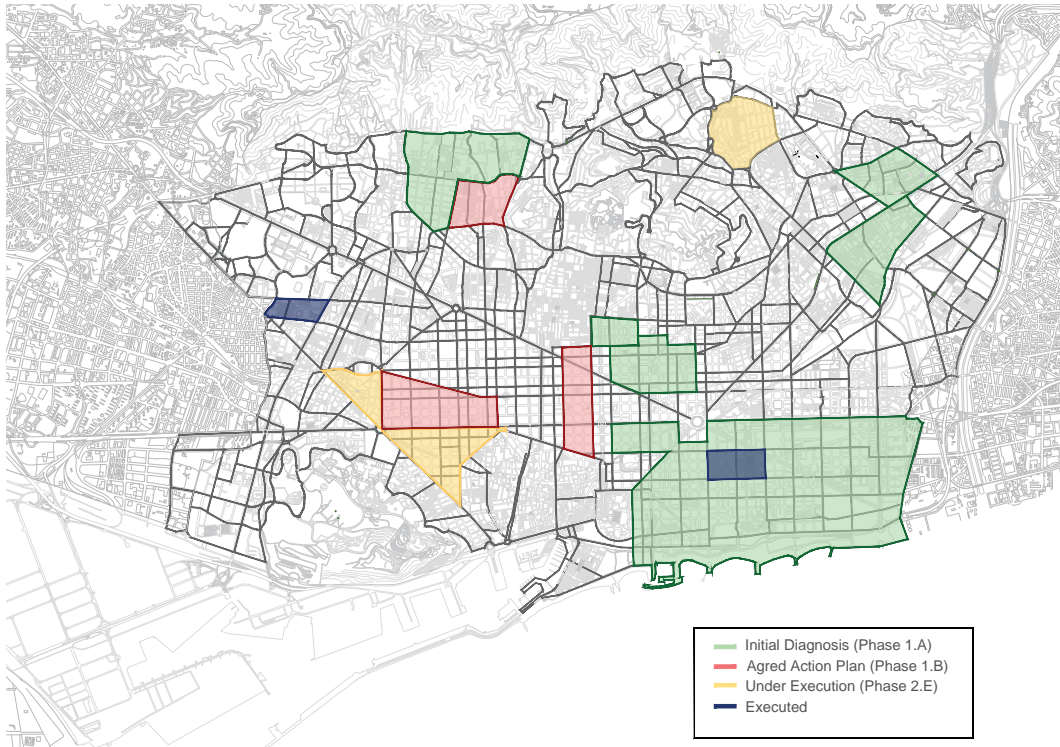 Initial Diagnosis (Phase 1.A)
Agred Action Plan (Phase 1.B)
Under Execution (Phase 2.E)
Executed